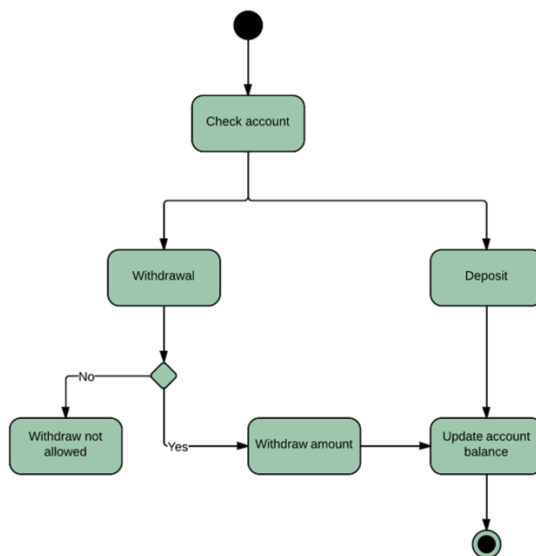 Check account
Withdrawal
Deposit
No
Withdraw not
allowed
Yes
Withdraw amount
Update account
balance